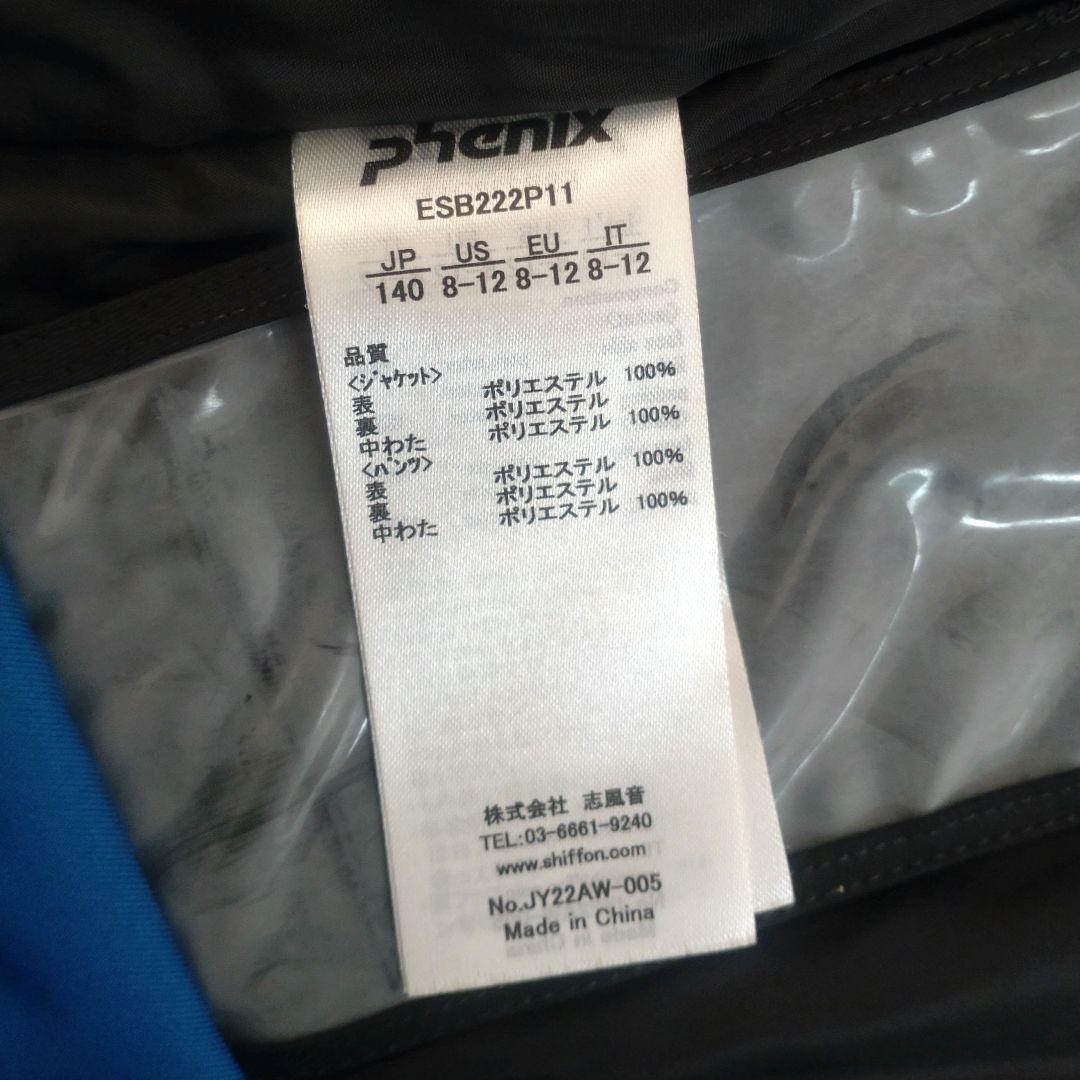 phenix
ESB222P11
JP US EU IT
140 8-12 8-12 8-12
品質
<ジャケット>
表 ポリエステル 100%
裏 ポリエステル
中わた ポリエステル 100%
<パンツ>
表 ポリエステル 100%
裏 ポリエステル
中わた ポリエステル 100%
株式会社 志風音
TEL:03-6661-9240
www.shiffon.com
No.JY22AW-005
Made in China